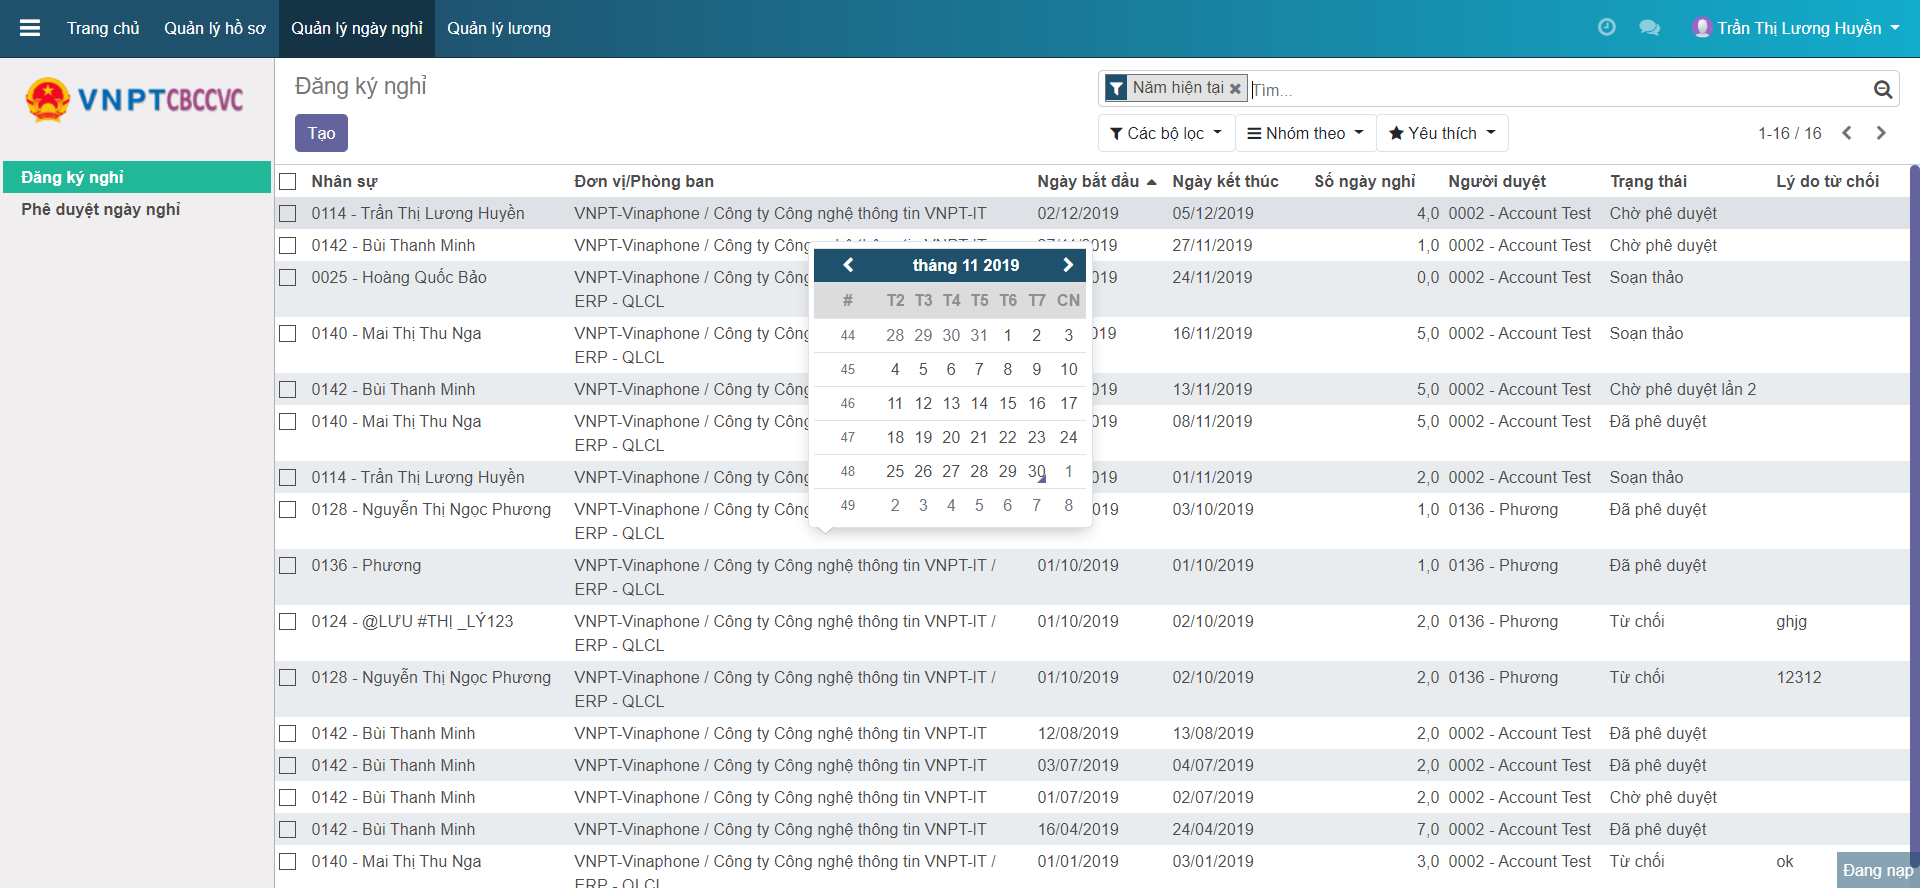 Trang chủ Quản lý hồ sơ Quản lý ngày nghỉ Quản lý lương Trần Thị Lương Huyền
VNPTCBCCVC
Đăng ký nghỉ
Phê duyệt ngày nghỉ
Đăng ký nghỉ
Năm hiện tại Tìm...
Tạo
Các bộ lọc Nhóm theo Yêu thích 1-16 / 16
Nhân sự Đơn vị/Phòng ban Ngày bắt đầu Ngày kết thúc Số ngày nghỉ Người duyệt Trạng thái Lý do từ chối
0114 - Trần Thị Lương Huyền VNPT-Vinaphone / Công ty Công nghệ thông tin VNPT-IT 02/12/2019 05/12/2019 4,0 0002 - Account Test Chờ phê duyệt
0142 - Bùi Thanh Minh VNPT-Vinaphone / Công ty Công 27/11/2019 1,0 0002 - Account Test Chờ phê duyệt
0025 - Hoàng Quốc Bảo VNPT-Vinaphone / Công ty Công 24/11/2019 0,0 0002 - Account Test Soạn thảo
ERP - QLCL
0140 - Mai Thị Thu Nga VNPT-Vinaphone / Công ty Công 019 16/11/2019 5,0 0002 - Account Test Soạn thảo
ERP - QLCL
0142 - Bùi Thanh Minh VNPT-Vinaphone / Công ty Công 019 13/11/2019 5,0 0002 - Account Test Chờ phê duyệt lần 2
0140 - Mai Thị Thu Nga VNPT-Vinaphone / Công ty Công 019 08/11/2019 5,0 0002 - Account Test Đã phê duyệt
ERP - QLCL
0114 - Trần Thị Lương Huyền VNPT-Vinaphone / Công ty Công 019 01/11/2019 2,0 0002 - Account Test Soạn thảo
0128 - Nguyễn Thị Ngọc Phương VNPT-Vinaphone / Công ty Công 019 03/10/2019 1,0 0136 - Phương Đã phê duyệt
ERP - QLCL
0136 - Phương VNPT-Vinaphone / Công ty Công nghệ thông tin VNPT-IT / 01/10/2019 01/10/2019 1,0 0136 - Phương Đã phê duyệt
ERP - QLCL
0124 - @LƯU #THỊ _LÝ123 VNPT-Vinaphone / Công ty Công nghệ thông tin VNPT-IT / 01/10/2019 02/10/2019 2,0 0136 - Phương Từ chối ghjg
ERP - QLCL
0128 - Nguyễn Thị Ngọc Phương VNPT-Vinaphone / Công ty Công nghệ thông tin VNPT-IT / 01/10/2019 02/10/2019 2,0 0136 - Phương Từ chối 12312
ERP - QLCL
0142 - Bùi Thanh Minh VNPT-Vinaphone / Công ty Công nghệ thông tin VNPT-IT 12/08/2019 13/08/2019 2,0 0002 - Account Test Đã phê duyệt
0142 - Bùi Thanh Minh VNPT-Vinaphone / Công ty Công nghệ thông tin VNPT-IT 03/07/2019 04/07/2019 2,0 0002 - Account Test Đã phê duyệt
0142 - Bùi Thanh Minh VNPT-Vinaphone / Công ty Công nghệ thông tin VNPT-IT 01/07/2019 02/07/2019 2,0 0002 - Account Test Chờ phê duyệt
0142 - Bùi Thanh Minh VNPT-Vinaphone / Công ty Công nghệ thông tin VNPT-IT 16/04/2019 24/04/2019 7,0 0002 - Account Test Đã phê duyệt
0140 - Mai Thị Thu Nga VNPT-Vinaphone / Công ty Công nghệ thông tin VNPT-IT / 01/01/2019 03/01/2019 3,0 0002 - Account Test Từ chối ok
ERP - QLCL
tháng 11 2019
# T2 T3 T4 T5 T6 T7 CN
44 28 29 30 31 1 2 3
45 4 5 6 7 8 9 10
46 11 12 13 14 15 16 17
47 18 19 20 21 22 23 24
48 25 26 27 28 29 30 1
49 2 3 4 5 6 7 8
Đang nạp